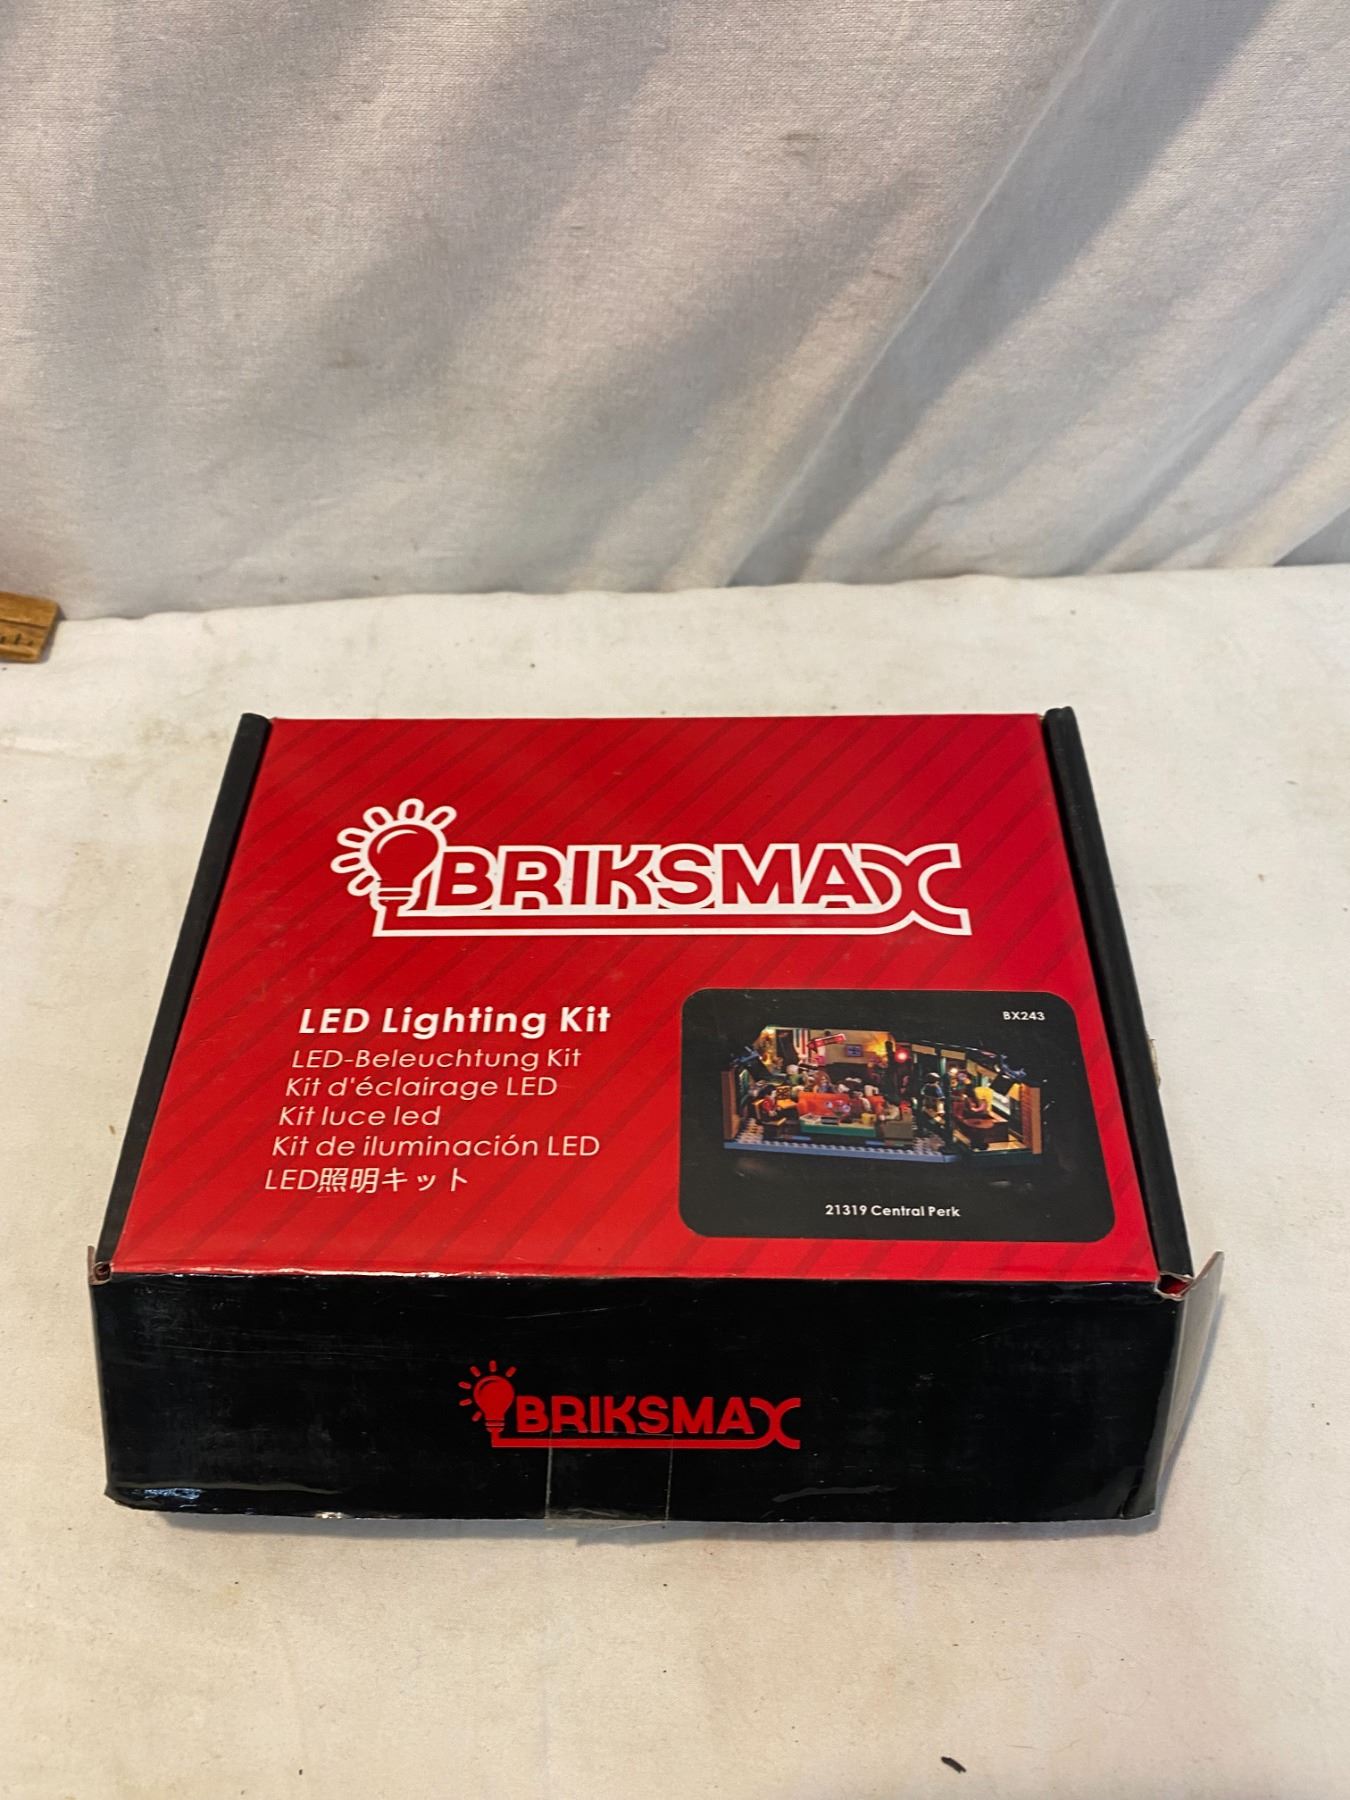 BRIKSMAX
LED Lighting Kit
LED-Beleuchtung Kit
Kit d'éclairage LED
Kit luce led
Kit de iluminación LED
LED照明キット
BX243
21319 Central Perk
BRIKSMAX